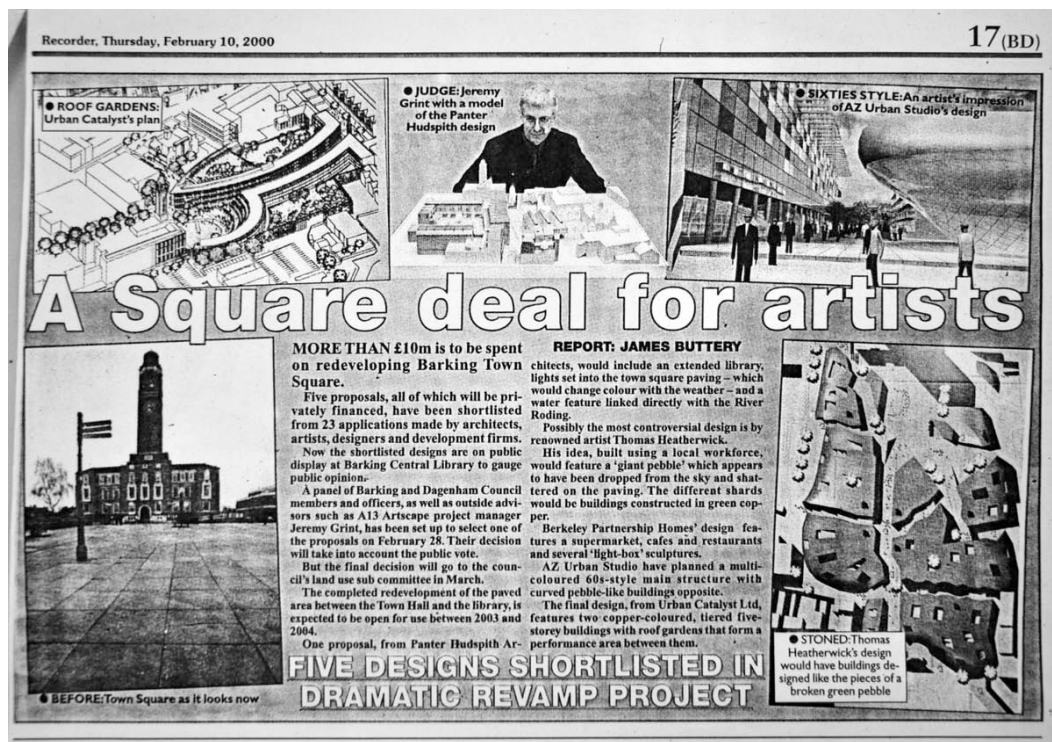 Recorder, Thursday, February 10, 2000
17(BD)
● ROOF GARDENS:
Urban Catalyst's plan
● JUDGE: Jeremy
Grint with a model
of the Panter
Hudspith design
● SIXTIES STYLE: An artist's impression
of AZ Urban Studio's design
A Square deal for artists
MORE THAN £10m is to be spent
on redeveloping Barking Town
Square.
Five proposals, all of which will be pri-
vately financed, have been shortlisted
from 23 applications made by architects,
artists, designers and development firms.
Now the shortlisted designs are on public
display at Barking Central Library to gauge
public opinion.
A panel of Barking and Dagenham Council
members and officers, as well as outside advi-
sors such as A13 Artscape project manager
Jeremy Grint, has been set up to select one of
the proposals on February 28. Their decision
will take into account the public vote.
But the final decision will go to the coun-
cil's land use sub committee in March.
The completed redevelopment of the paved
area between the Town Hall and the library, is
expected to be open for use between 2003 and
2004.
One proposal, from Panter Hudspith Ar-
REPORT: JAMES BUTTERY
chitects, would include an extended library,
lights set into the town square paving – which
would change colour with the weather – and a
water feature linked directly with the River
Roding.
Possibly the most controversial design is by
renowned artist Thomas Heatherwick.
His idea, built using a local workforce,
would feature a 'giant pebble' which appears
to have been dropped from the sky and shat-
tered on the paving. The different shards
would be buildings constructed in green cop-
per.
Berkeley Partnership Homes' design fea-
tures a supermarket, cafes and restaurants
and several 'light-box' sculptures.
AZ Urban Studio have planned a multi-
coloured 60s-style main structure with
curved pebble-like buildings opposite.
The final design, from Urban Catalyst Ltd,
features two copper-coloured, tiered five-
storey buildings with roof gardens that form a
performance area between them.
FIVE DESIGNS SHORTLISTED IN
DRAMATIC REVAMP PROJECT
● BEFORE: Town Square as it looks now
● STONED: Thomas
Heatherwick's design
would have buildings de-
signed like the pieces of a
broken green pebble